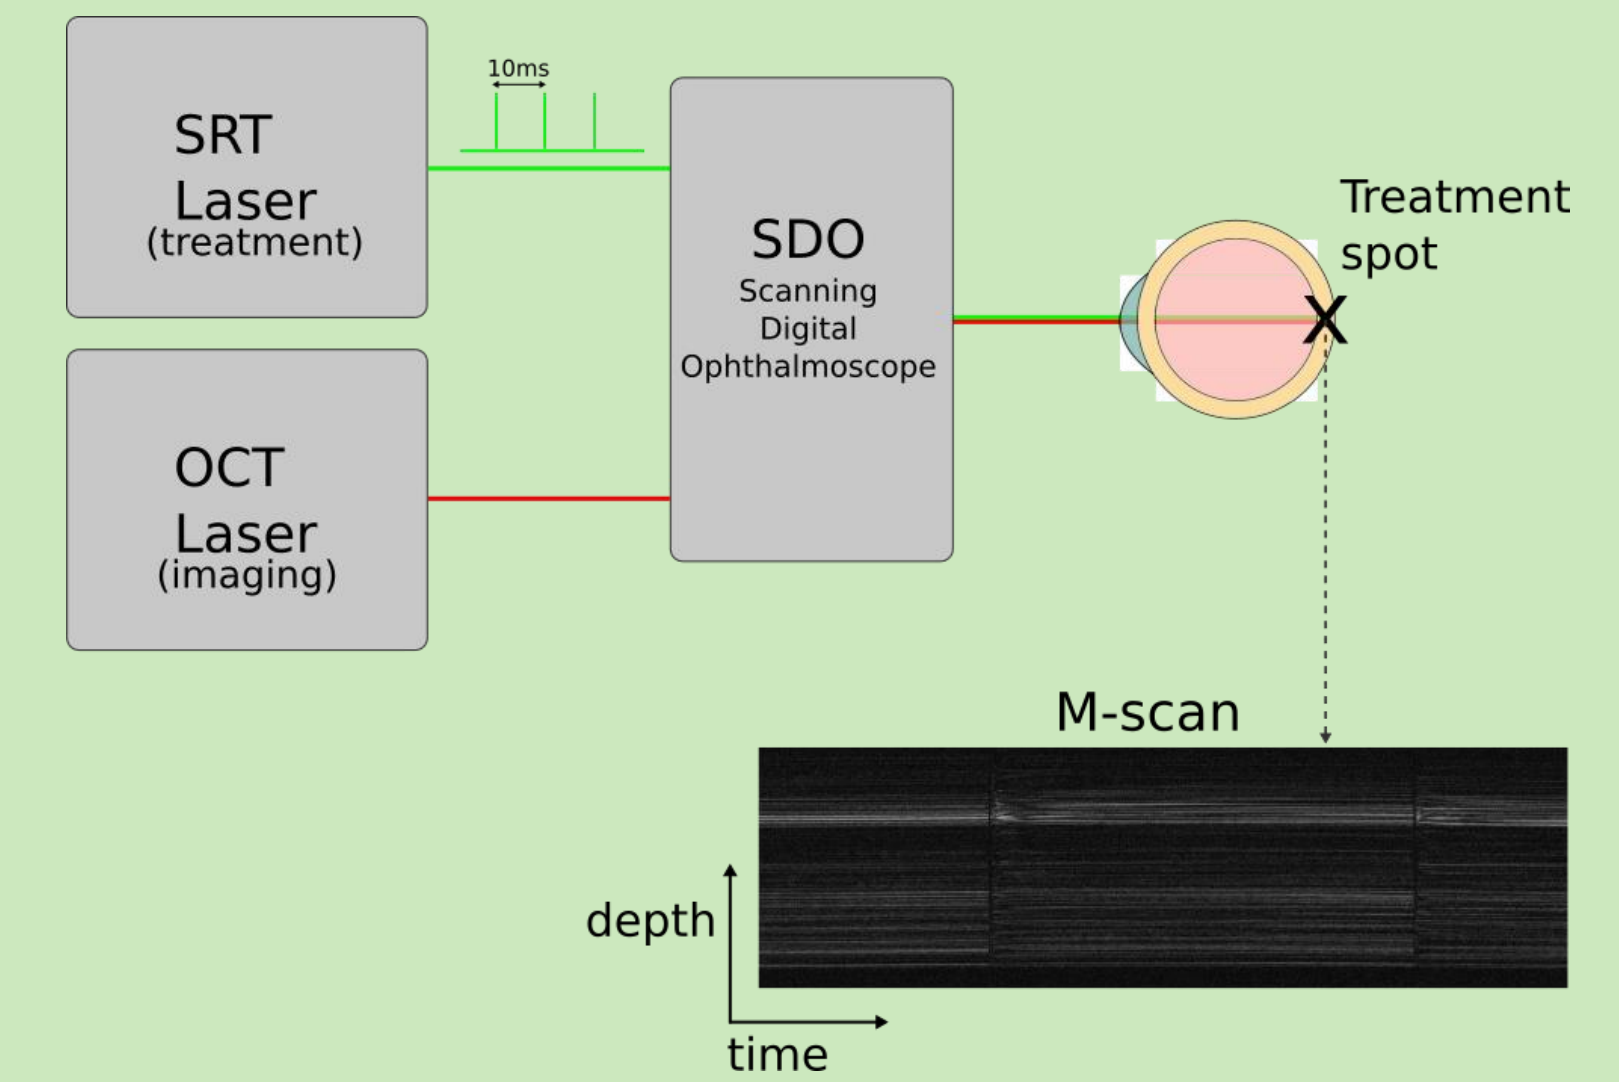 SRT
Laser
(treatment)
10ms
SDO
Scanning
Digital
Ophthalmoscope
Treatment
spot
OCT
Laser
(imaging)
M-scan
depth
time